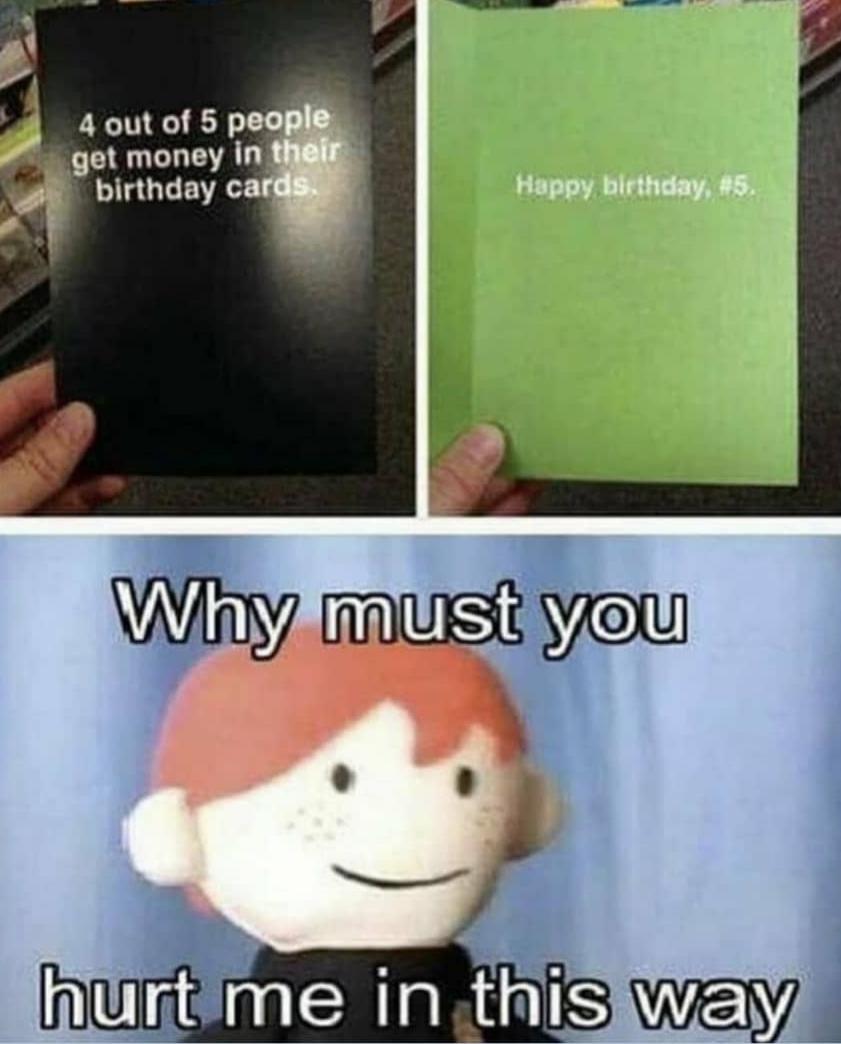 4 out of 5 people
get money in their
birthday cards.
Happy birthday, #5.
Why must you
hurt me in this way